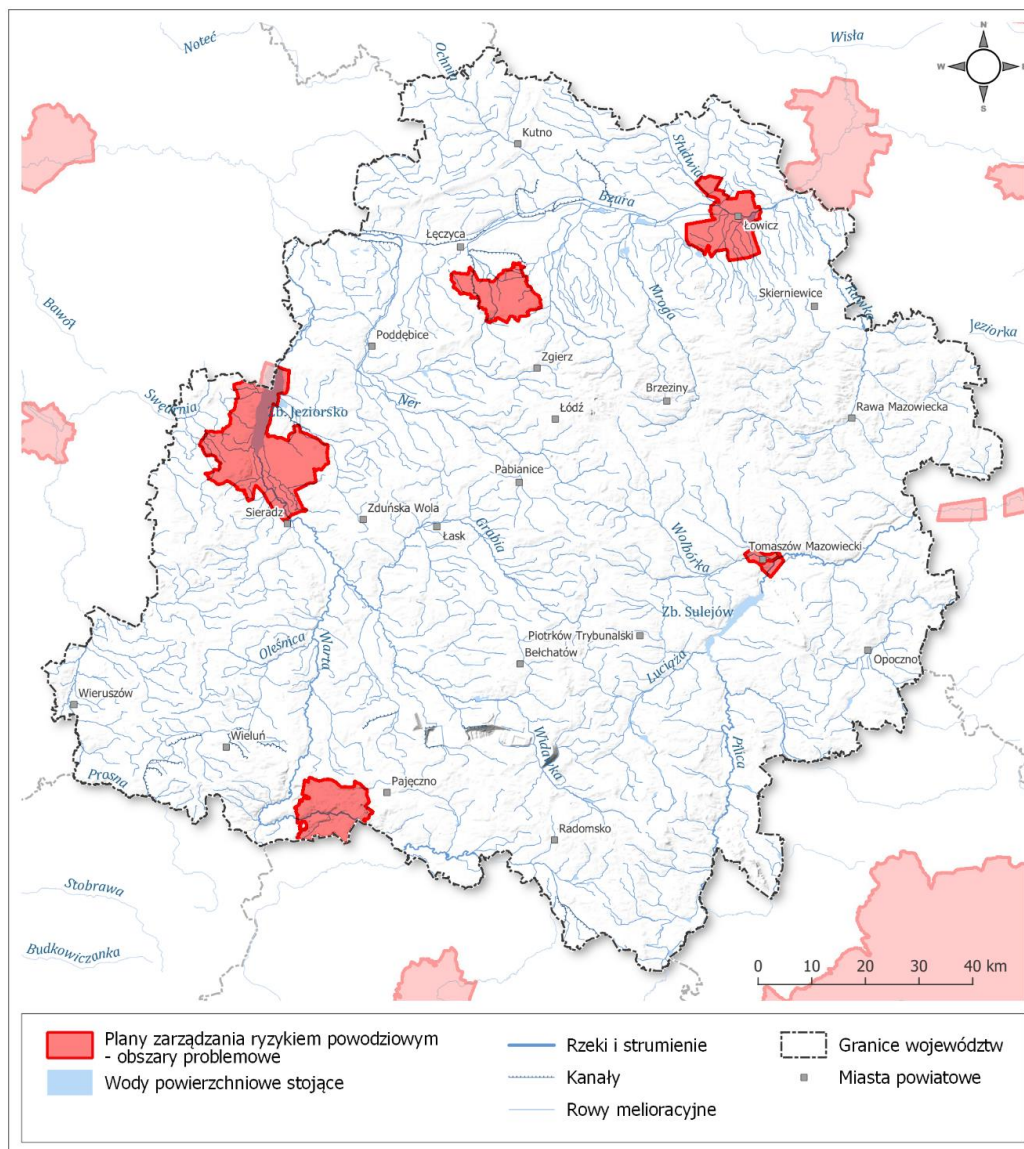 Noteć
Ochnia
Wisła
N
W
E
S
Kutno
Słudwia
Bzura
Łowicz
Łęczyca
Skierniewice
Rawka
Mroga
Bawół
Jeziorka
Poddębice
Zgierz
Brzeziny
Swędrnia
Zb. Jeziorsko
Ner
Łódź
Rawa Mazowiecka
Pabianice
Sieradz
Zduńska Wola
Łask
Grabia
Wolbórka
Tomaszów Mazowiecki
Zb. Sulejów
Oleśnica
Warta
Piotrków Trybunalski
Bełchatów
Luciąża
Opoczno
Wieruszów
Wieluń
Widawka
Pilica
Prosna
Pajęczno
Radomsko
Stobrawa
Budkowiczanka
0 10 20 30 40 km
Plany zarządzania ryzykiem powodziowym
- obszary problemowe
Wody powierzchniowe stojące
Rzeki i strumienie
Kanały
Rowy melioracyjne
Granice województw
Miasta powiatowe